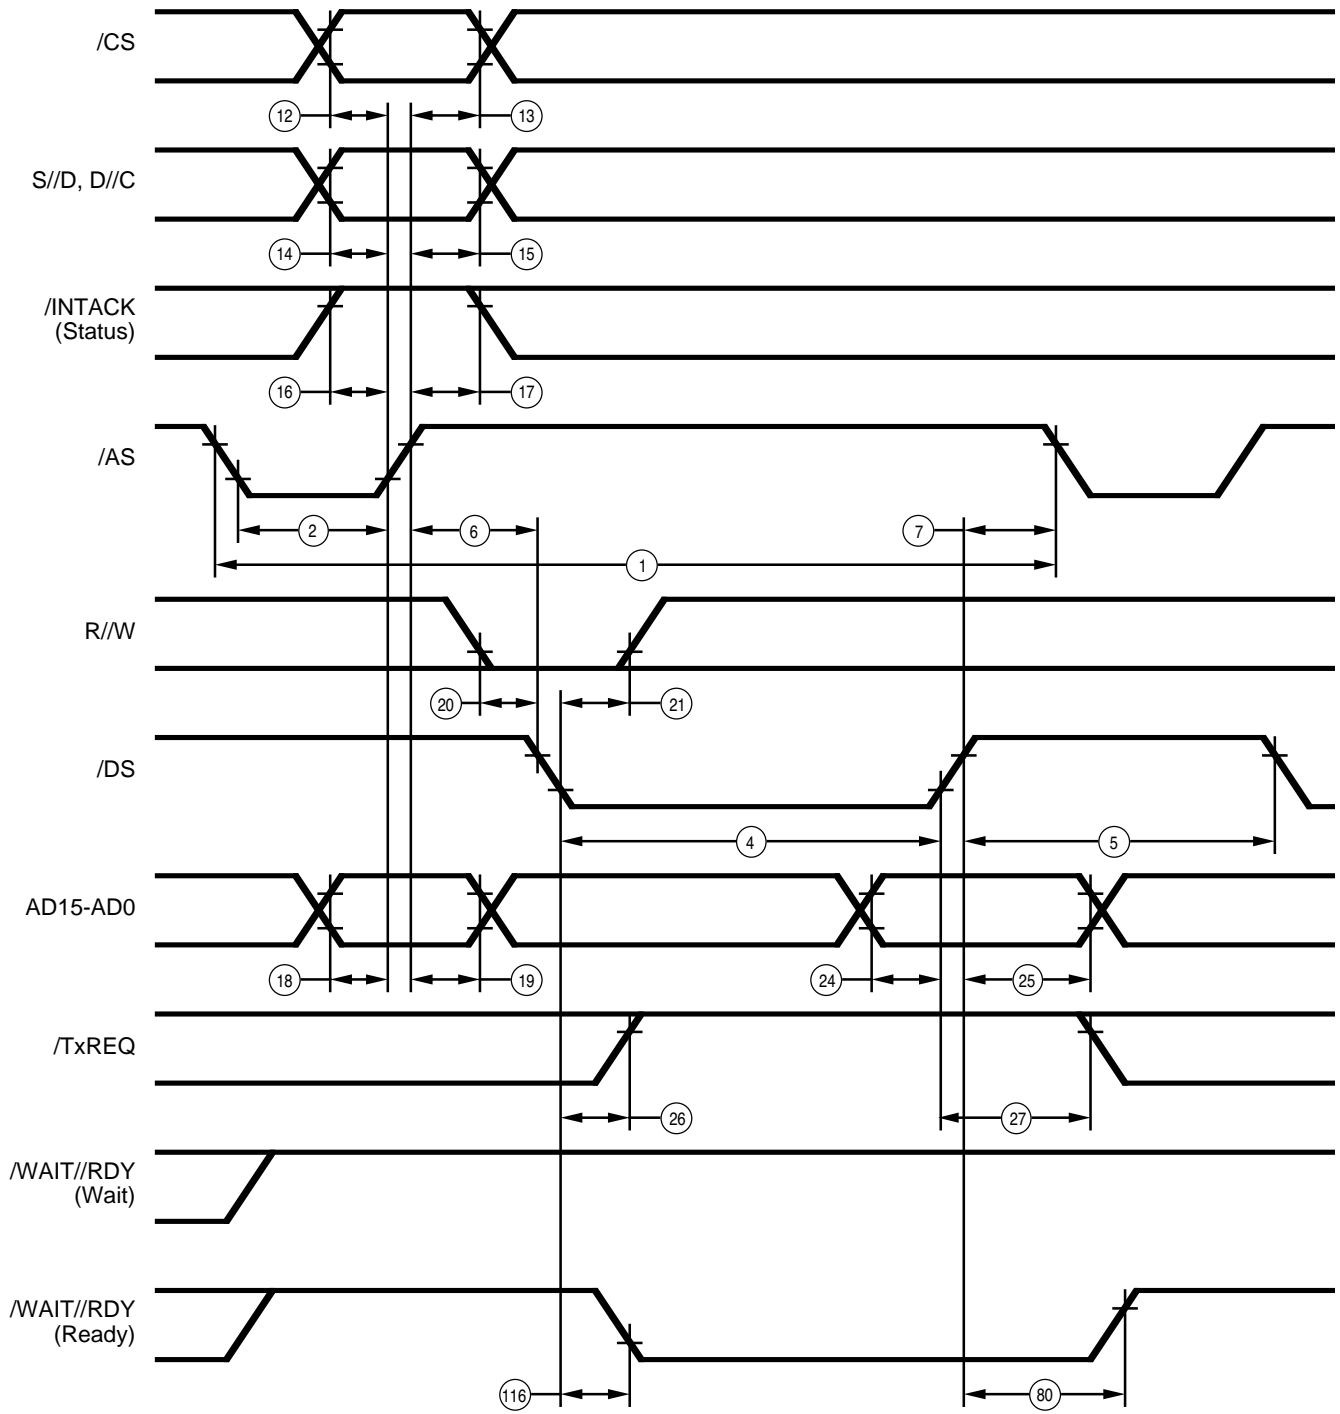 /CS
12
13
S//D, D//C
14
15
/INTACK
(Status)
16
17
/AS
2
6
7
1
R//W
20
21
/DS
4
5
AD15-AD0
18
19
24
25
/TxREQ
26
27
/WAIT//RDY
(Wait)
/WAIT//RDY
(Ready)
116
80